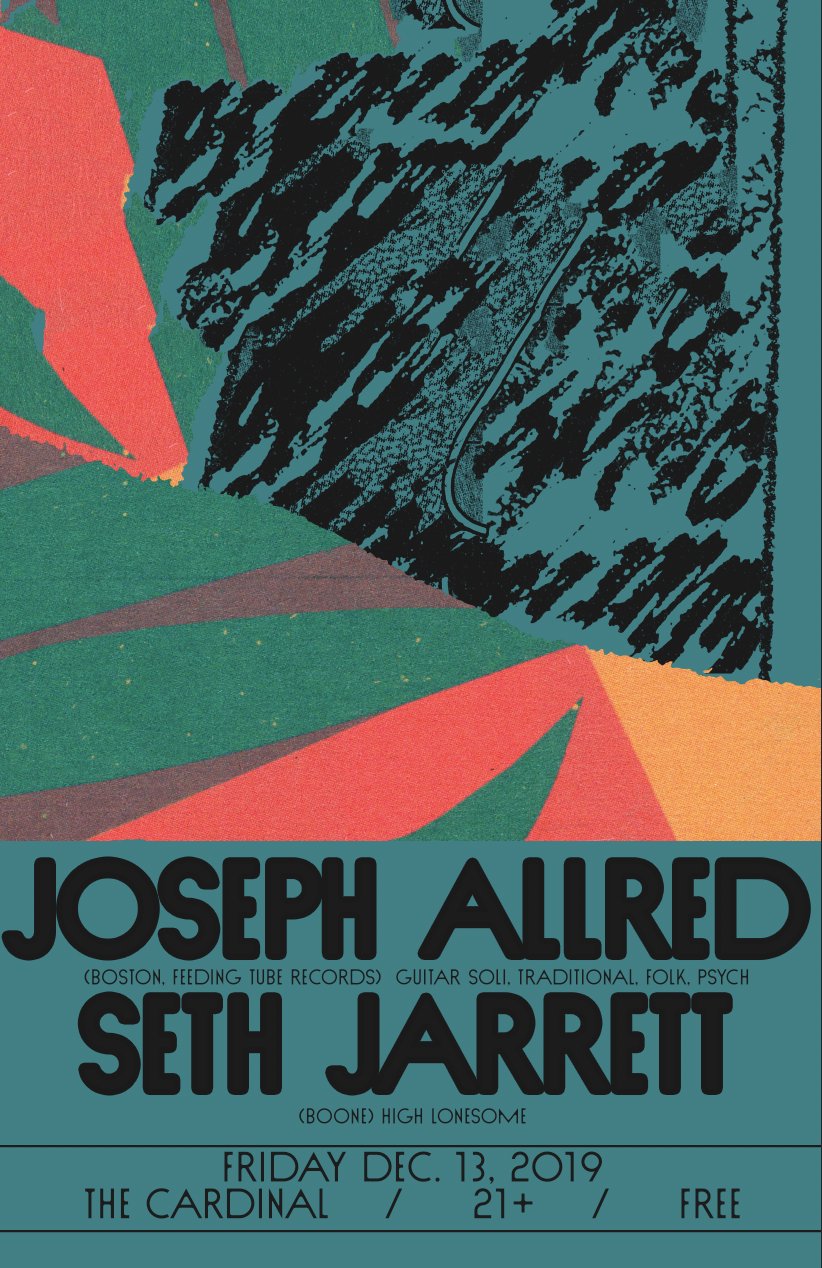 JOSEPH ALLRED
(BOSTON, FEEDING TUBE RECORDS) GUITAR SOLI, TRADITIONAL, FOLK, PSYCH
SETH JARRETT
(BOONE) HIGH LONESOME
FRIDAY DEC. 13, 2019
THE CARDINAL / 21+ / FREE